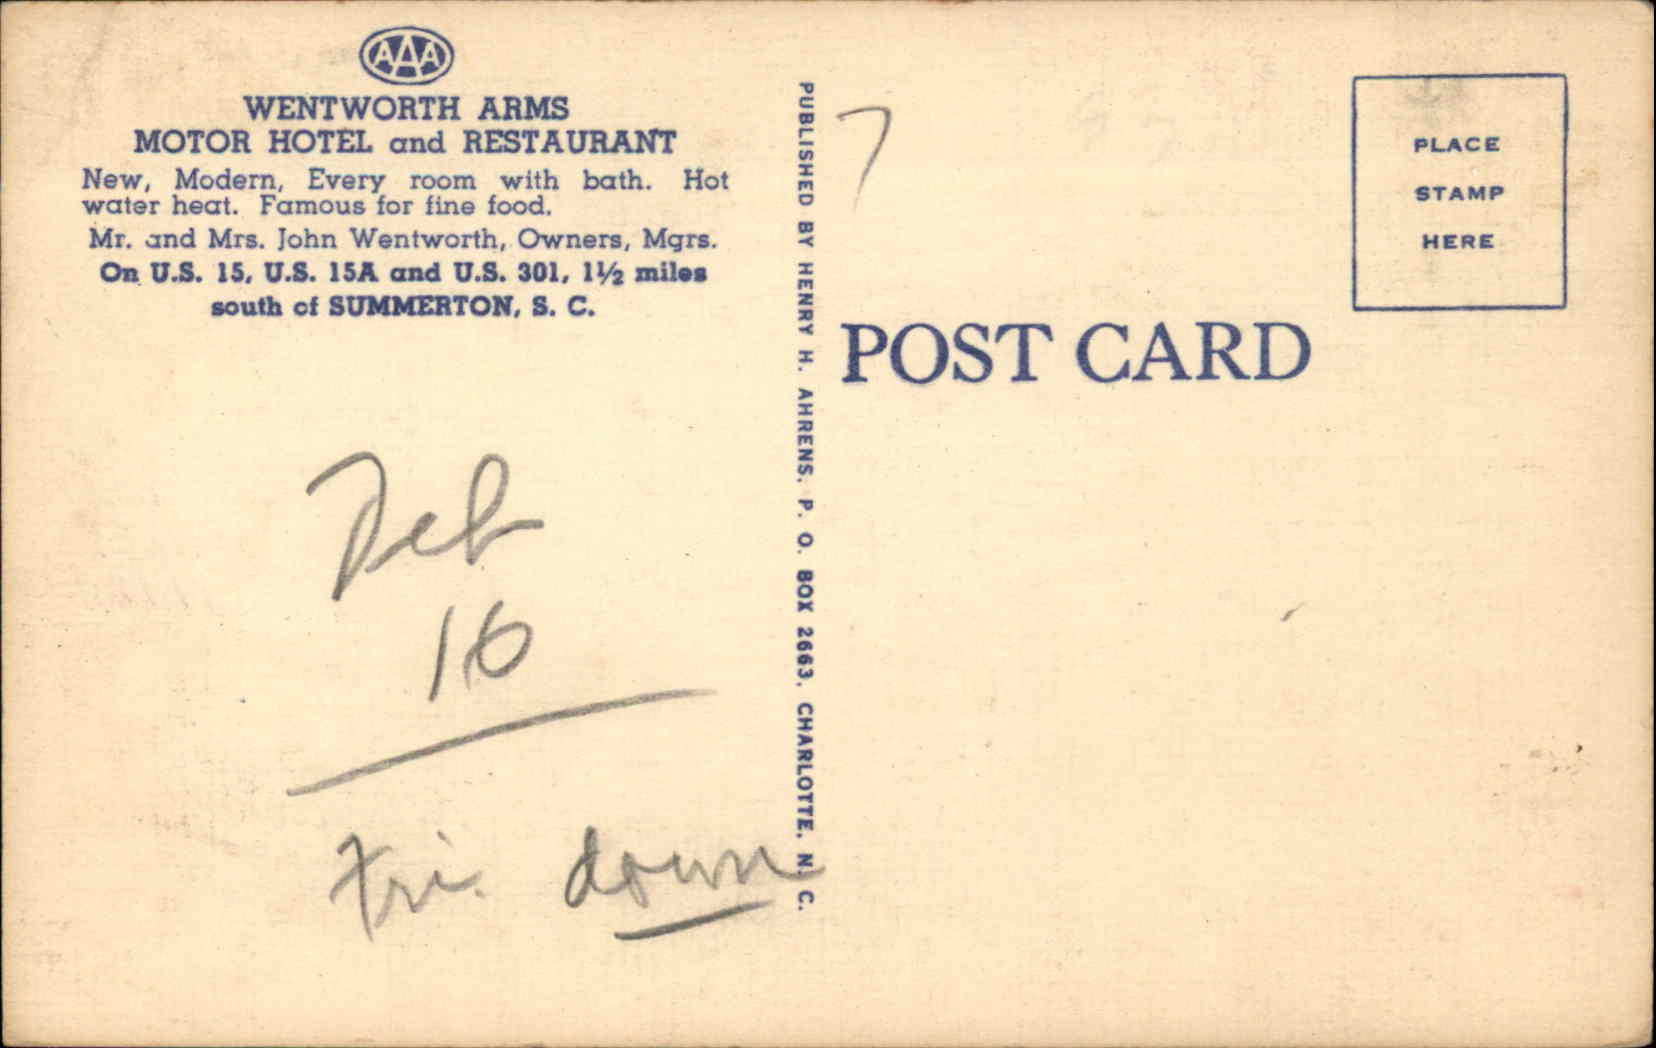 AAA
WENTWORTH ARMS
MOTOR HOTEL and RESTAURANT
New, Modern, Every room with bath. Hot
water heat. Famous for fine food.
Mr. and Mrs. John Wentworth, Owners, Mgrs.
On U.S. 15, U.S. 15A and U.S. 301, 1½ miles
south of SUMMERTON, S. C.
Feb
16
Fri. down
PUBLISHED BY HENRY H. AHRENS, P. O. BOX 2663, CHARLOTTE, N. C.
7
POST CARD
PLACE
STAMP
HERE